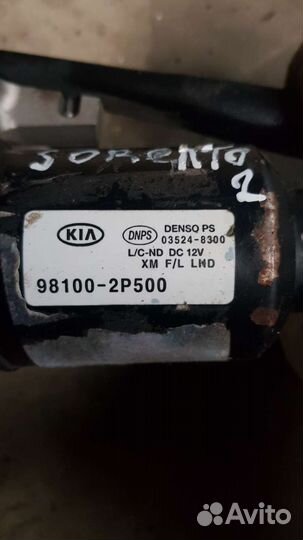 SORENTO
2
KIA
DNPS
DENSO PS
03524-8300
L/C-ND DC 12V
XM F/L LHD
98100-2P500
Avito